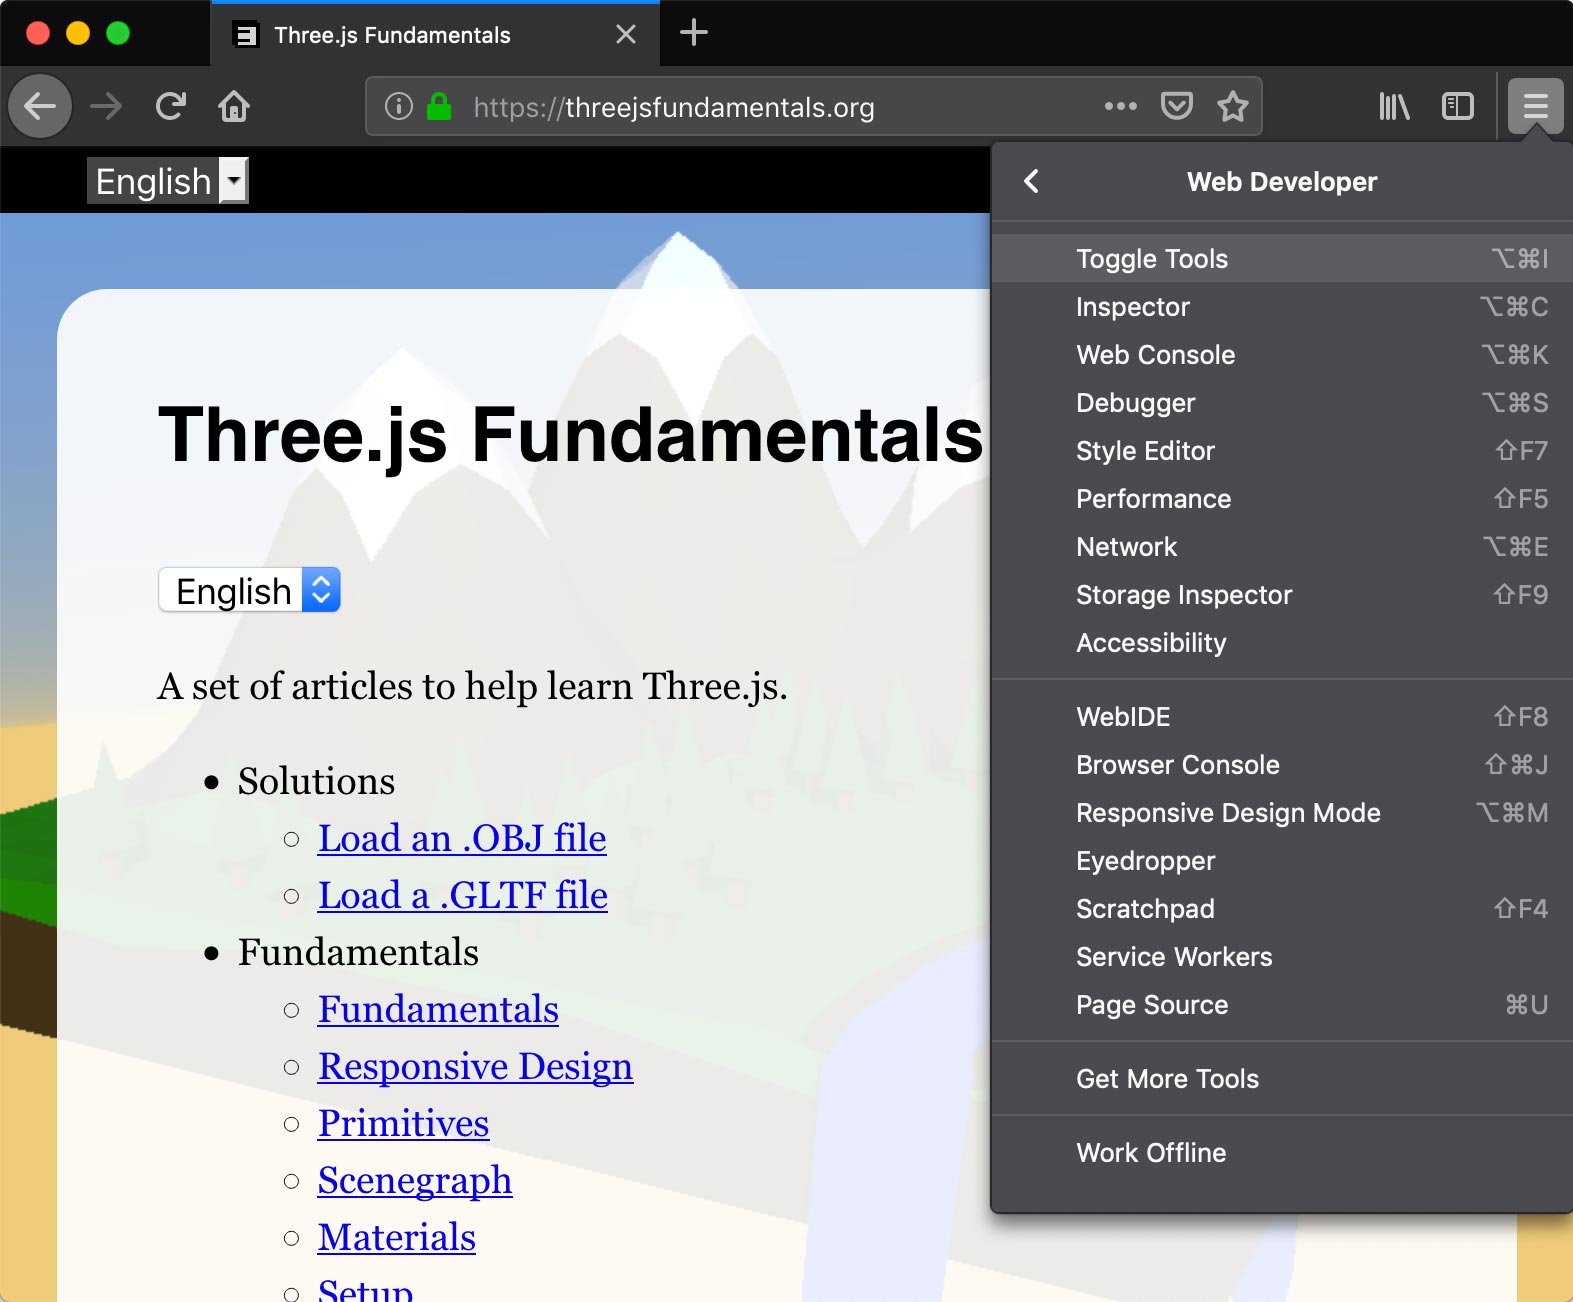 Three.js Fundamentals
https://threejsfundamentals.org
English
Three.js Fundamentals
English
A set of articles to help learn Three.js.
Solutions
Load an .OBJ file
Load a .GLTF file
Fundamentals
Fundamentals
Responsive Design
Primitives
Scenegraph
Materials
Setup
Web Developer
Toggle Tools ⌥⌘I
Inspector ⌥⌘C
Web Console ⌥⌘K
Debugger ⌥⌘S
Style Editor ⇧F7
Performance ⇧F5
Network ⌥⌘E
Storage Inspector ⇧F9
Accessibility
WebIDE ⇧F8
Browser Console ⇧⌘J
Responsive Design Mode ⌥⌘M
Eyedropper
Scratchpad ⇧F4
Service Workers
Page Source ⌘U
Get More Tools
Work Offline